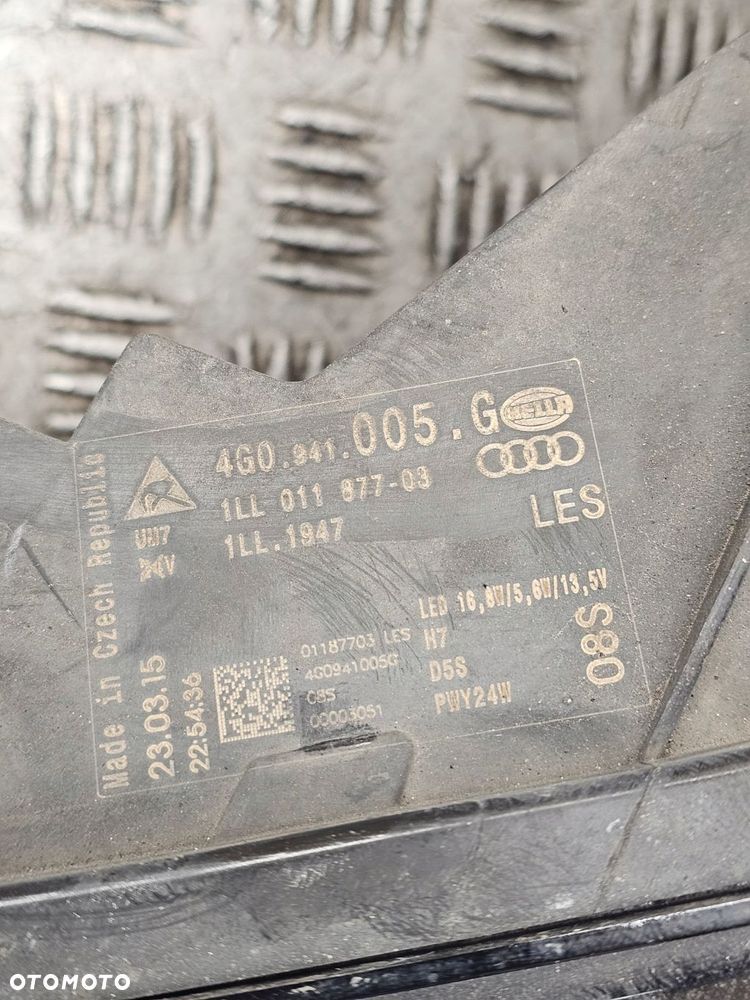 4G0.941.005.G
HELLA
1LL 011 877-03
1LL.1947
LES
LED 16,8W/5,6W/13,5V
H7
D5S
PWY24W
08S
01187703 LES
4G0941005G
08S
00003051
Made in Czech Republic
23.03.15
22:54:36
OTOMOTO